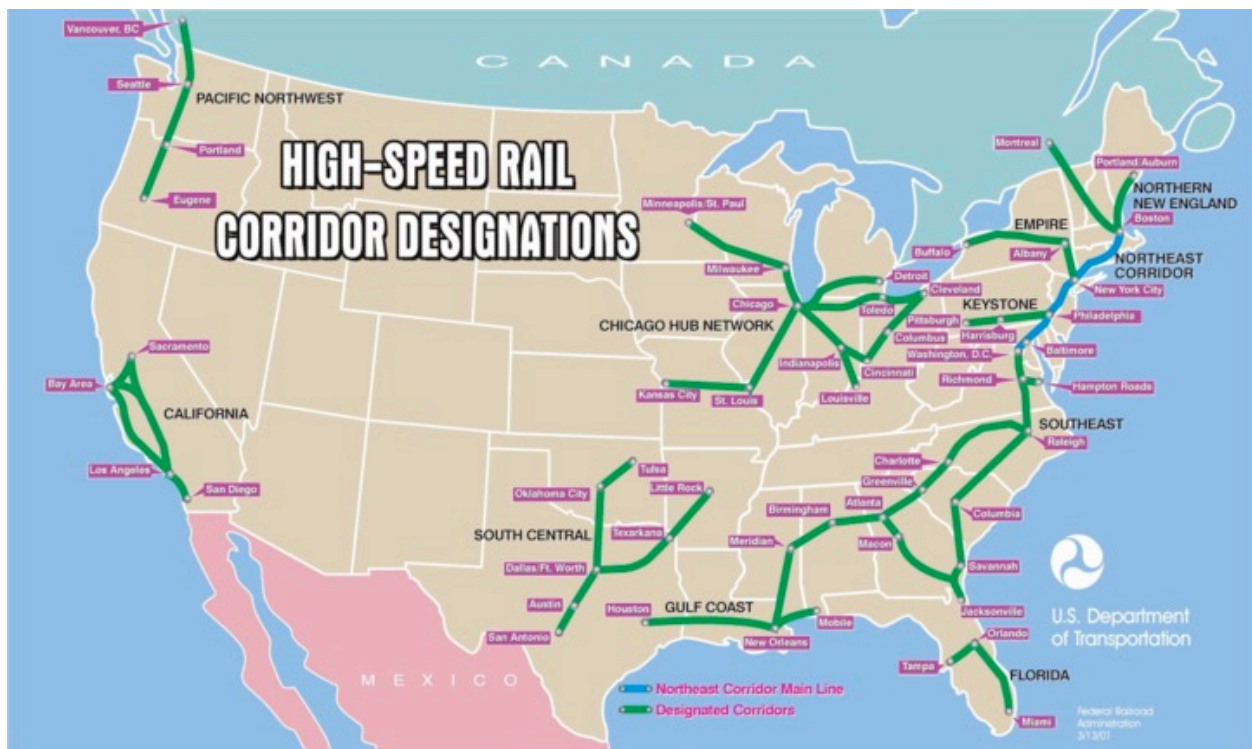 Vancouver, BC
CANADA
Seattle
PACIFIC NORTHWEST
Portland
Eugene
HIGH-SPEED RAIL
CORRIDOR DESIGNATIONS
Montreal
Portland/Auburn
NORTHERN
NEW ENGLAND
Boston
Minneapolis/St. Paul
EMPIRE
Buffalo
Albany
NORTHEAST
CORRIDOR
Milwaukee
Detroit
Cleveland
New York City
Chicago
Toledo
KEYSTONE
CHICAGO HUB NETWORK
Pittsburgh
Philadelphia
Harrisburg
Columbus
Baltimore
Washington, D.C.
Indianapolis
Cincinnati
Richmond
Hampton Roads
Kansas City
St. Louis
Louisville
Sacramento
Bay Area
CALIFORNIA
Los Angeles
San Diego
SOUTHEAST
Raleigh
Charlotte
Greenville
Tulsa
Oklahoma City
Little Rock
Atlanta
Birmingham
Columbia
SOUTH CENTRAL
Texarkana
Meridian
Macon
Dallas/Ft. Worth
Savannah
Austin
Houston
GULF COAST
Jacksonville
San Antonio
New Orleans
Mobile
Orlando
Tampa
FLORIDA
Miami
MEXICO
U.S. Department
of Transportation
Northeast Corridor Main Line
Designated Corridors
Federal Railroad
Administration
3/13/01